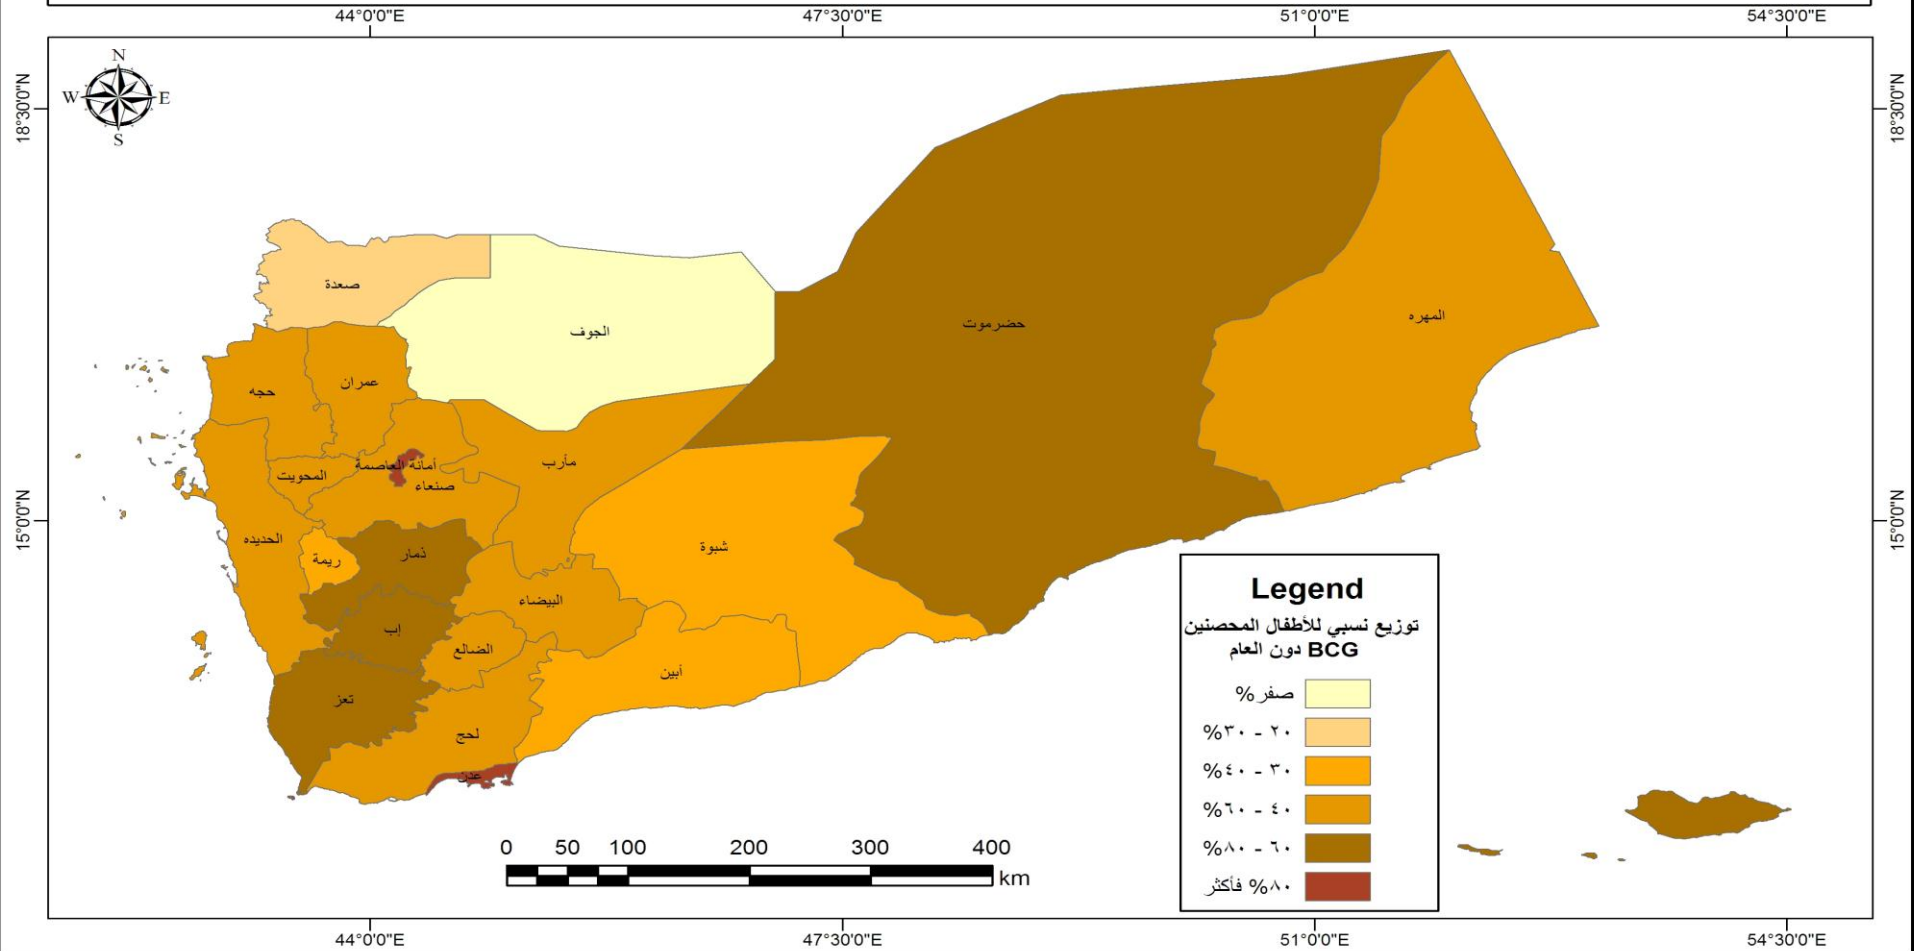 44°0'0"E
47°30'0"E
51°0'0"E
54°30'0"E
N
W
E
S
18°30'0"N
18°30'0"N
صعدة
الجوف
حضرموت
المهره
حجه
عمران
مأرب
أمانة العاصمة
المحويت
صنعاء
15°0'0"N
15°0'0"N
الحديده
ريمة
ذمار
شبوة
البيضاء
إب
الضالع
أبين
تعز
لحج
عدن
Legend
توزيع نسبي للأطفال المحصنين
BCG دون العام
صفر%
٢٠ - ٣٠%
٣٠ - ٤٠%
٤٠ - ٦٠%
٦٠ - ٨٠%
٨٠% فأكثر
0 50 100 200 300 400
km
44°0'0"E
47°30'0"E
51°0'0"E
54°30'0"E